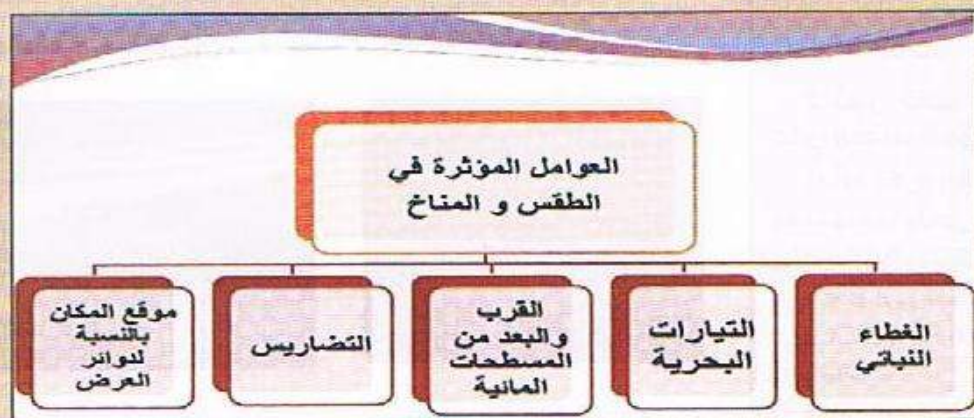 العوامل المؤثرة في
الطقس و المناخ
الغطاء
النباتي
التيارات
البحرية
القرب
والبعد من
المسطحات
المائية
التضاريس
موقع المكان
بالنسبة
لدوائر
العرض